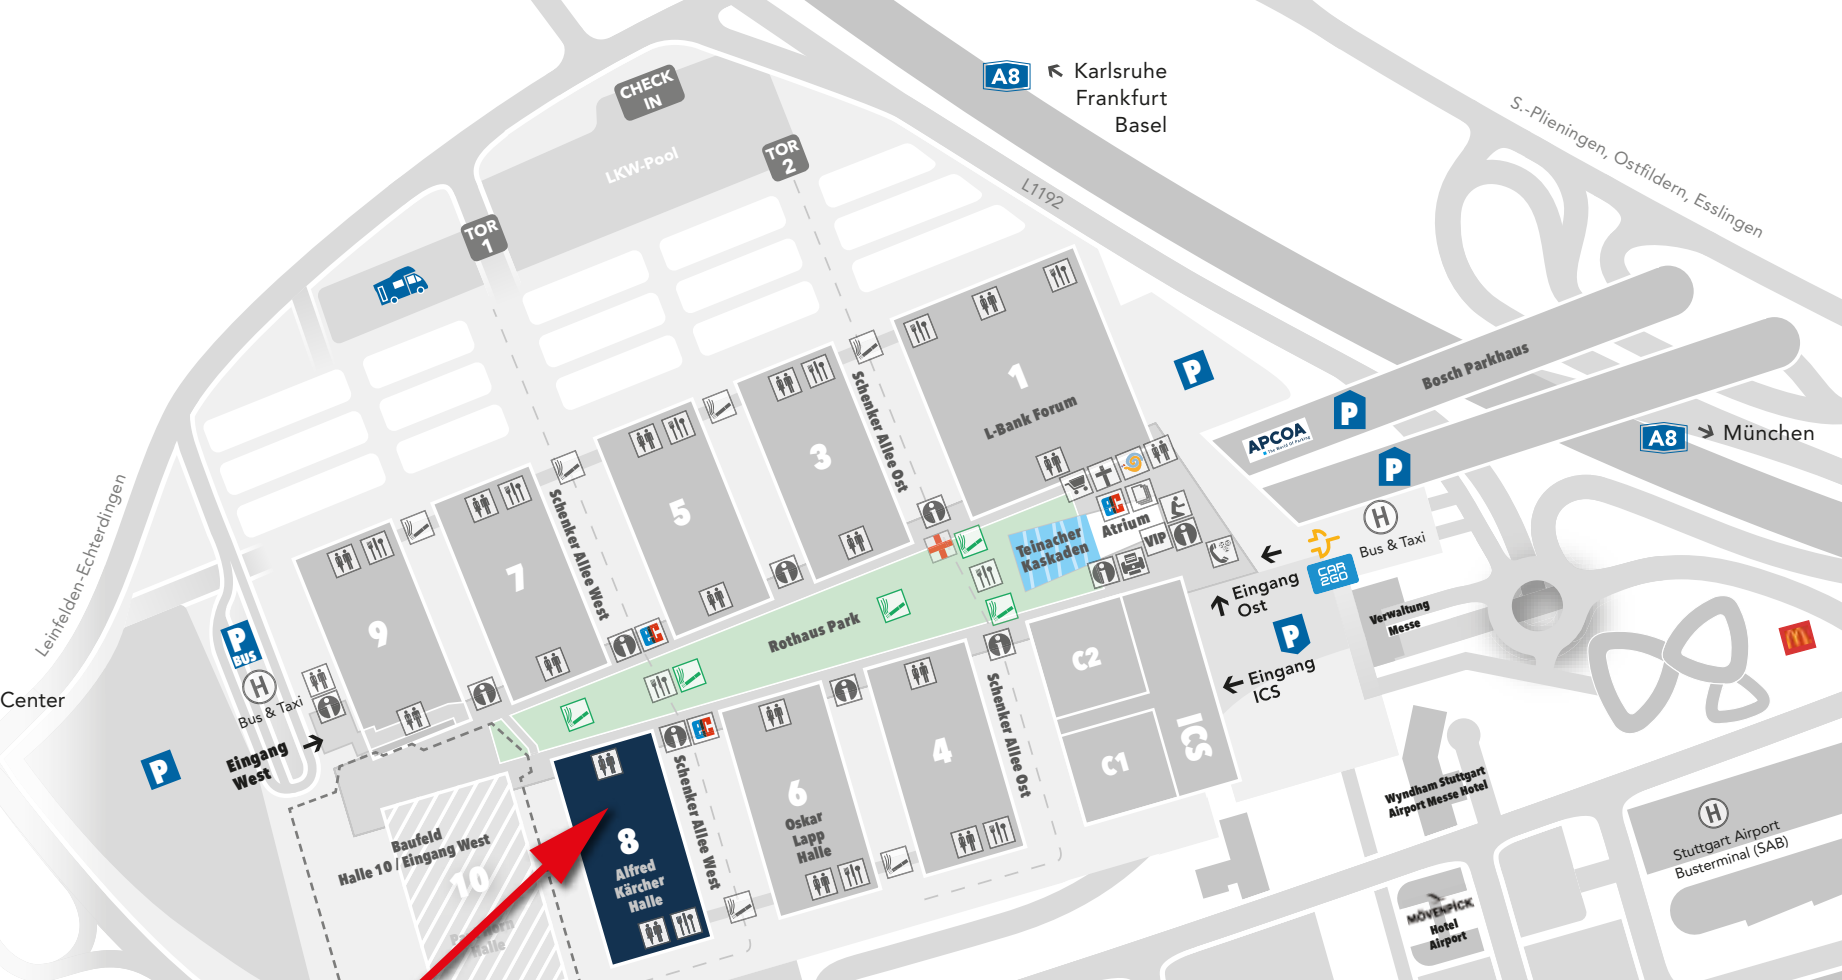 CHECK
IN
LKW-Pool
TOR
2
TOR
1
A8
Karlsruhe
Frankfurt
Basel
L1192
S.-Plieningen, Ostfildern, Esslingen
Leinfelden-Echterdingen
1
L-Bank Forum
3
5
7
9
Schenker Allee Ost
Schenker Allee West
P
Bosch Parkhaus
APCOA
P
P
A8
München
H
Bus & Taxi
CAR
2GO
Eingang
Ost
P
Eingang
ICS
Verwaltung
Messe
EC
Atrium
VIP
Teinacher
Kaskaden
Rothaus Park
EC
EC
P
BUS
H
Bus & Taxi
Center
P
Eingang
West
Baufeld
Halle 10 / Eingang West
10
Halle
8
Alfred
Kärcher
Halle
Schenker Allee West
6
Oskar
Lapp
Halle
4
Schenker Allee Ost
C2
C1
ICS
Wyndham Stuttgart
Airport Messe Hotel
H
Stuttgart Airport
Busterminal (SAB)
MÖVENPICK
Hotel
Airport